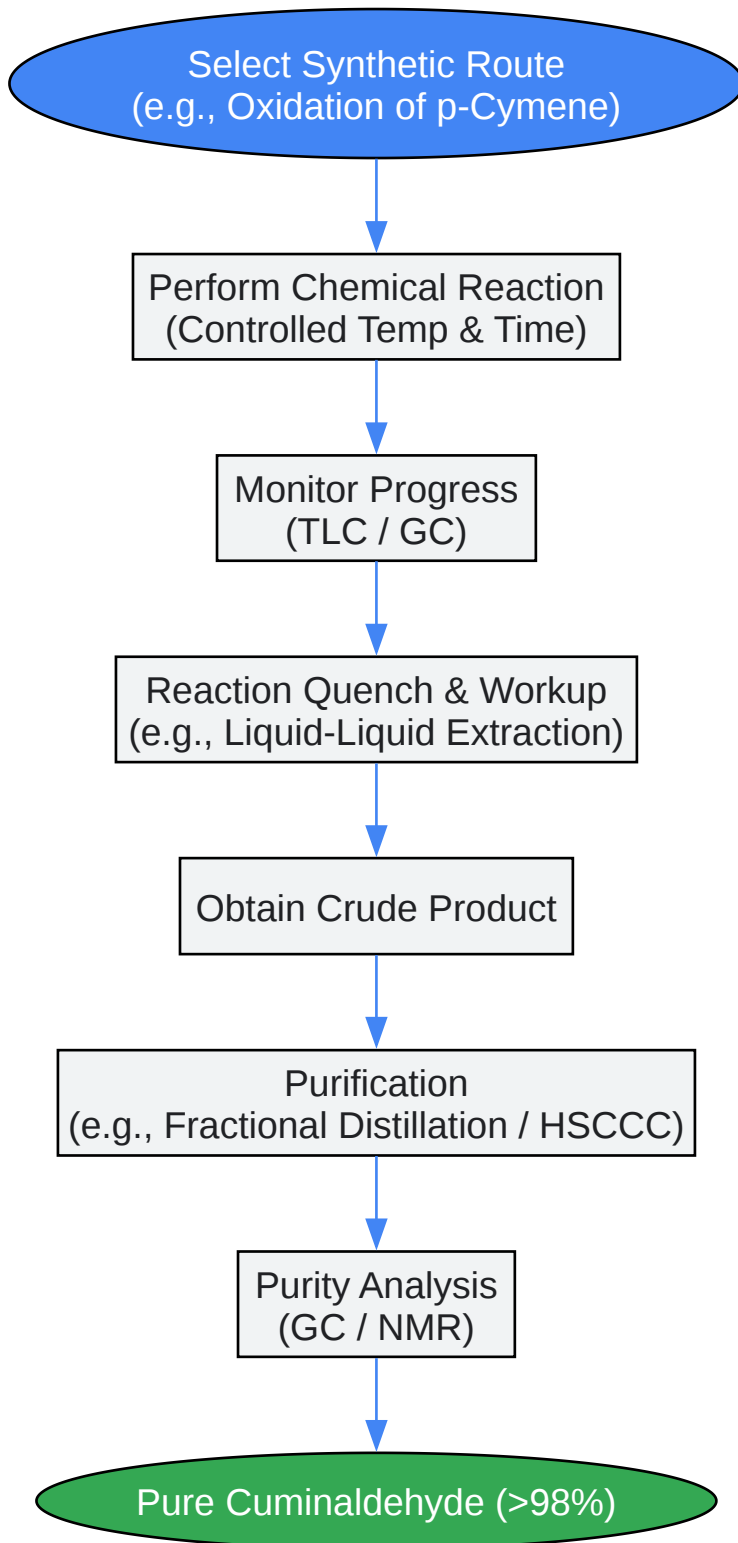 Select Synthetic Route
(e.g., Oxidation of p-Cymene)
Perform Chemical Reaction
(Controlled Temp & Time)
Monitor Progress
(TLC / GC)
Reaction Quench & Workup
(e.g., Liquid-Liquid Extraction)
Obtain Crude Product
Purification
(e.g., Fractional Distillation / HSCCC)
Purity Analysis
(GC / NMR)
Pure Cuminaldehyde (>98%)